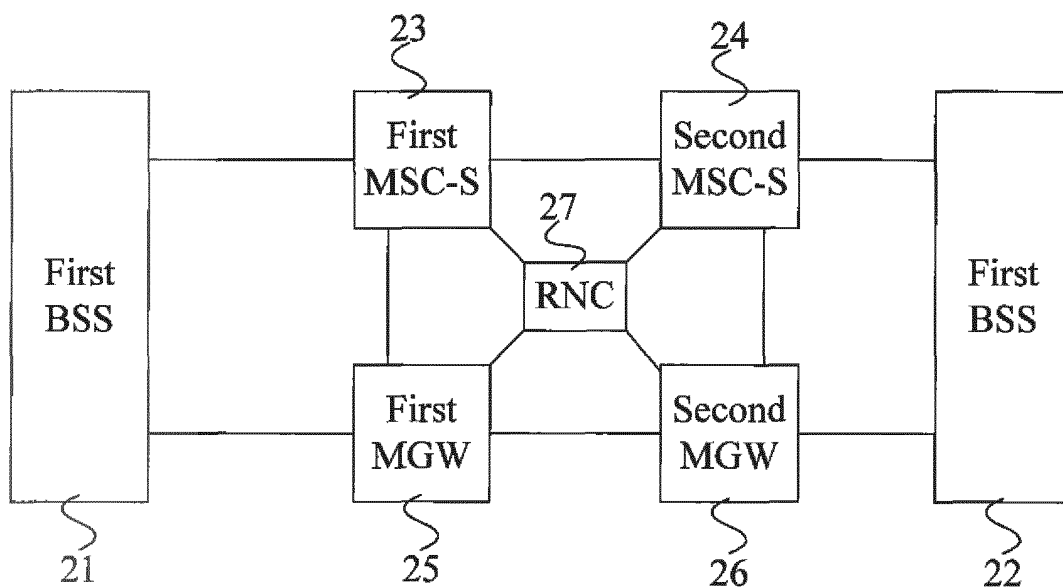 23
24
First
MSC-S
Second
MSC-S
27
First
BSS
RNC
First
BSS
First
MGW
Second
MGW
21
25
26
22